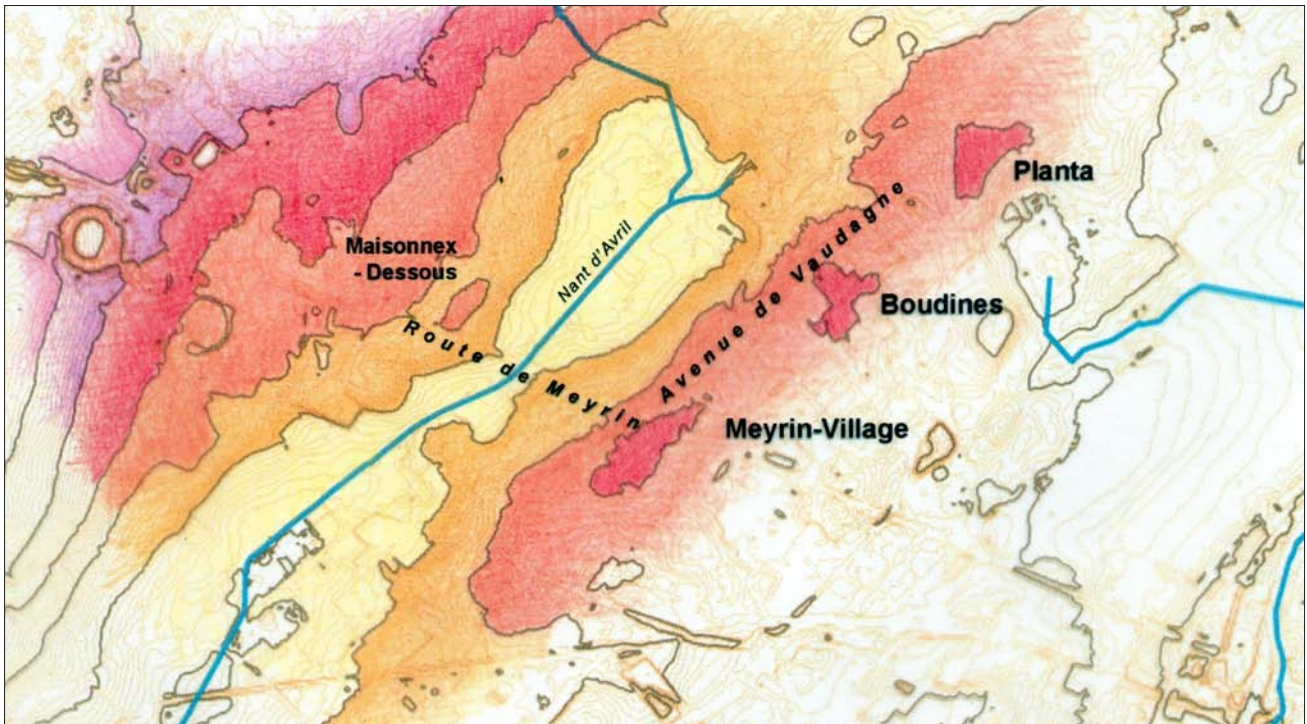 Planta
Maisonnex
- Dessous
Nant d'Avril
Avenue de Vaudagne
Boudines
Route de Meyrin
Meyrin-Village